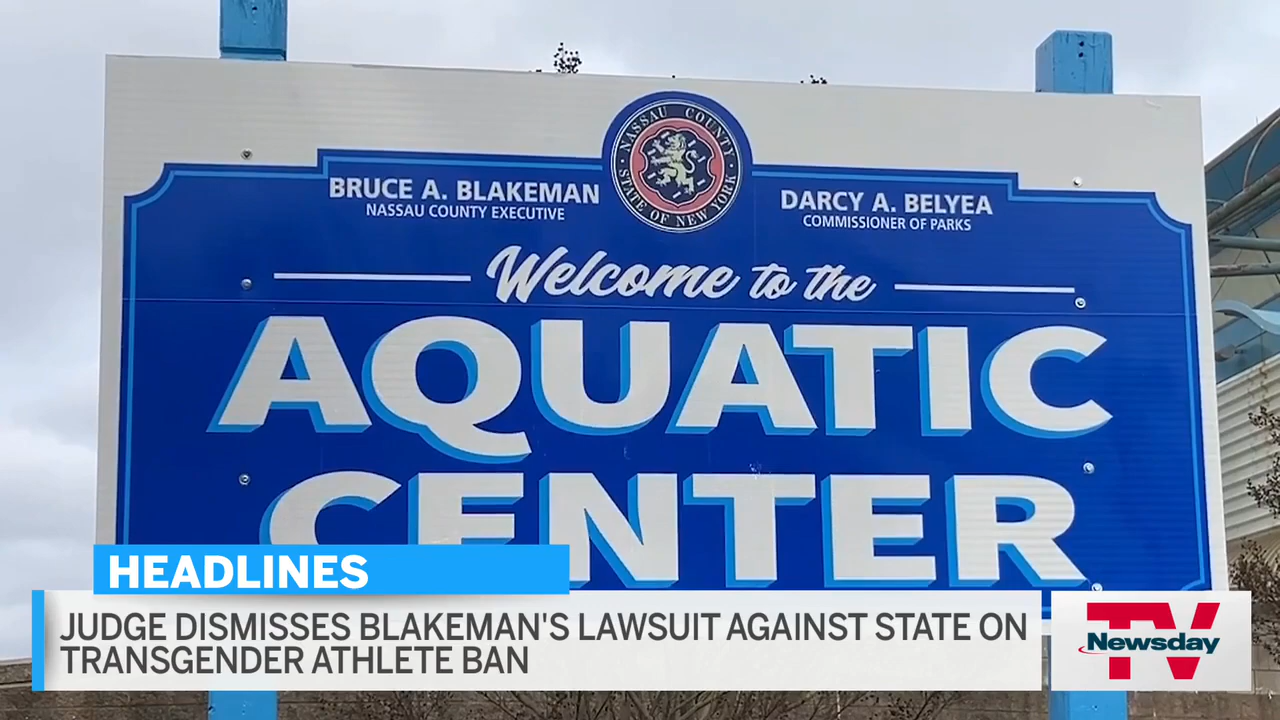 NASSAU COUNTY
STATE OF NEW YORK
BRUCE A. BLAKEMAN
NASSAU COUNTY EXECUTIVE
DARCY A. BELYEA
COMMISSIONER OF PARKS
Welcome to the
AQUATIC
CENTER
HEADLINES
JUDGE DISMISSES BLAKEMAN'S LAWSUIT AGAINST STATE ON
TRANSGENDER ATHLETE BAN
TV
Newsday